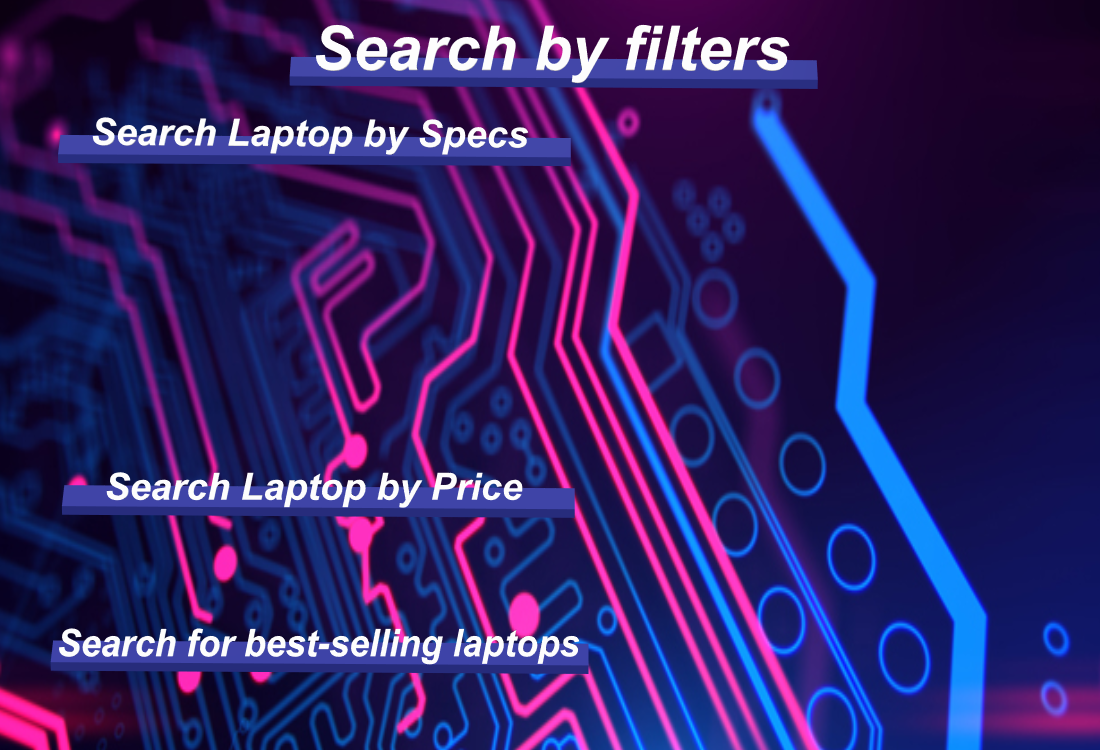 Search by filters
Search Laptop by Specs
Search Laptop by Price
Search for best-selling laptops